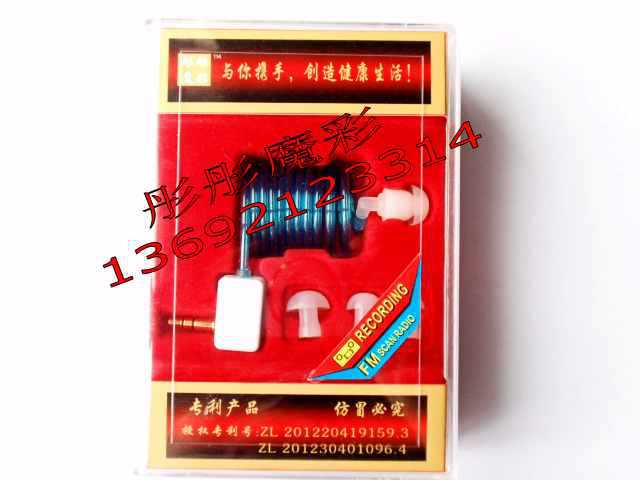 TM
与你携手，创造健康生活！
彤彤魔彩
13692123314
RECORDING
FM SCAN RADIO
专利产品 仿冒必究
授权专利号:ZL 201220419159.3
ZL 201230401096.4